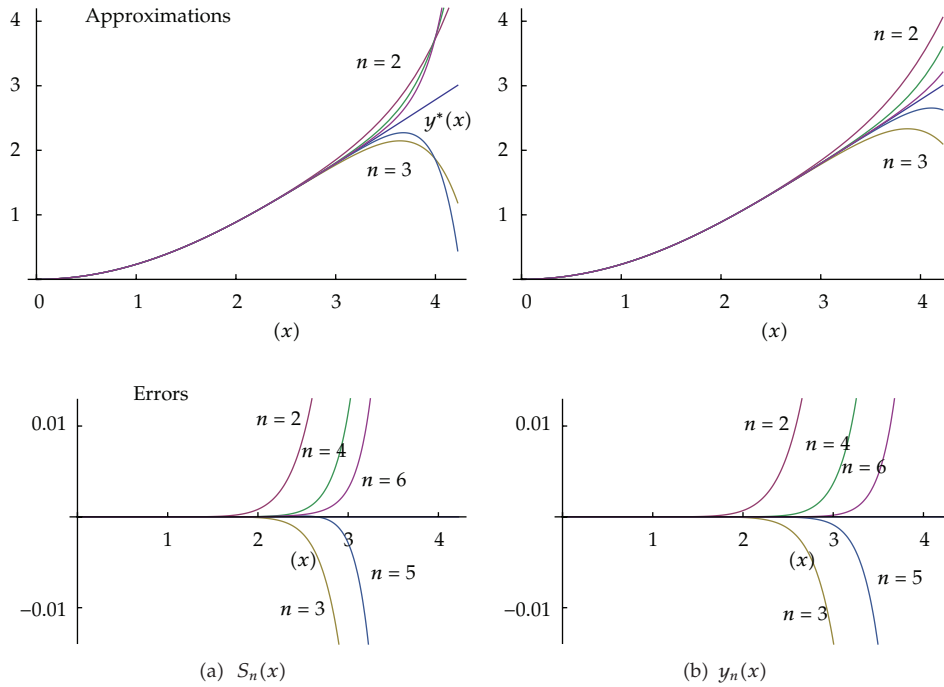 Approximations
4
3
2
1
0
1
2
3
4
(x)
n = 2
y*(x)
n = 3
4
3
2
1
0
1
2
3
4
(x)
n = 2
n = 3
Errors
0.01
−0.01
1
2
3
4
(x)
n = 2
n = 4
n = 6
n = 5
n = 3
(a) Sₙ(x)
0.01
−0.01
1
2
3
4
(x)
n = 2
n = 4
n = 6
n = 5
n = 3
(b) yₙ(x)